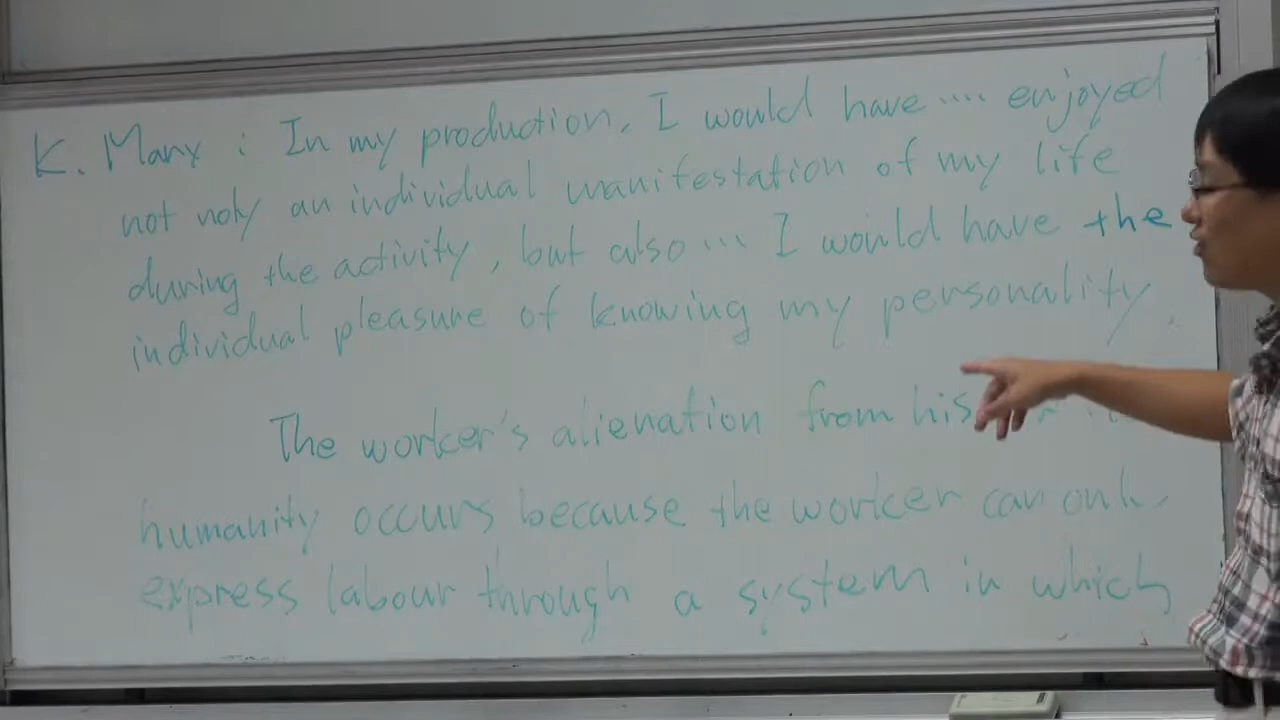 K. Marx : In my production, I would have .... enjoyed
not noly an individual manifestation of my life
during the activity, but also ... I would have the
individual pleasure of knowing my personality.
The worker's alienation from his
humanity occurs because the worker can only
express labour through a system in which